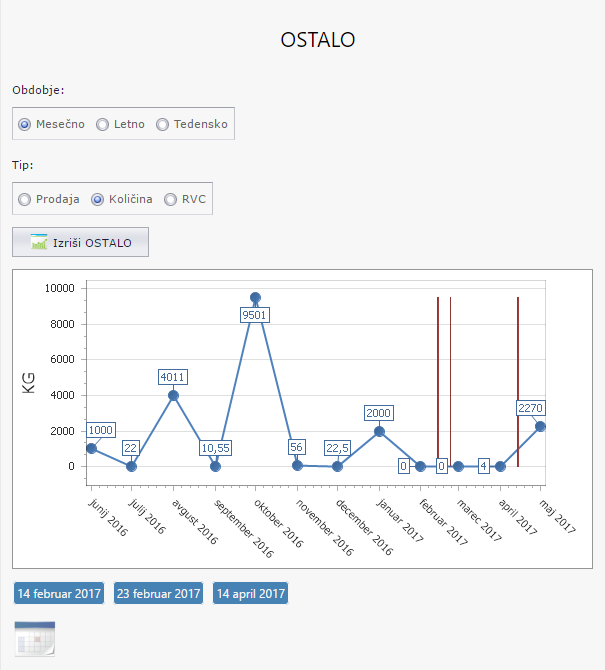 OSTALO
Obdobje:
Mesečno Letno Tedensko
Tip:
Prodaja Količina RVC
Izriši OSTALO
KG
10000
8000
6000
4000
2000
0
1000
22
4011
10,55
9501
56
22,5
2000
0
0
4
2270
junij 2016
julij 2016
avgust 2016
september 2016
oktober 2016
november 2016
december 2016
januar 2017
februar 2017
marec 2017
april 2017
maj 2017
14 februar 2017 23 februar 2017 14 april 2017